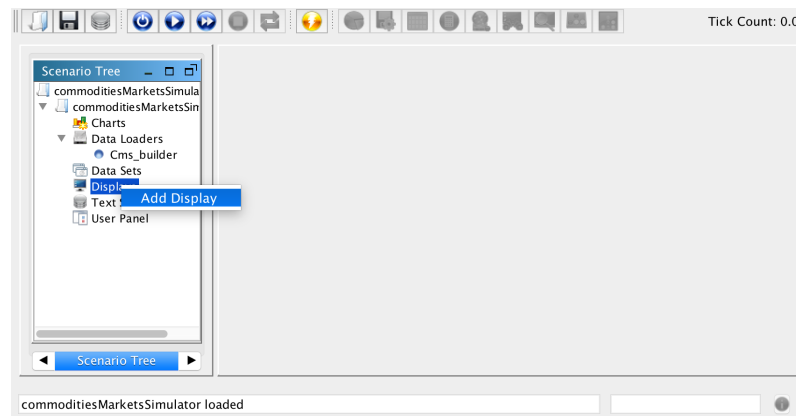 Tick Count: 0.0
Scenario Tree
commoditiesMarketsSimula
commoditiesMarketsSim
Charts
Data Loaders
Cms_builder
Data Sets
Add Display
Text
User Panel
Scenario Tree
commoditiesMarketsSimulator loaded